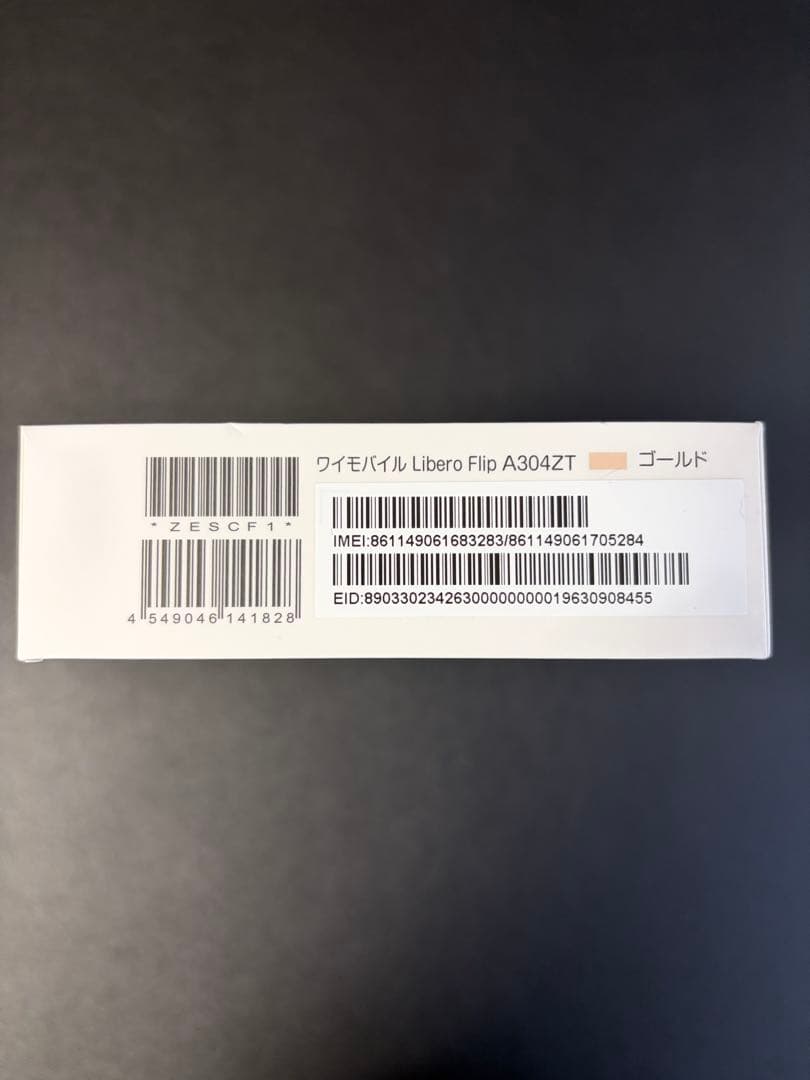 ワイモバイル Libero Flip A304ZT ゴールド
*ZESCF1*
4 549046 141828
IMEI:861149061683283/861149061705284
EID:89033023426300000000019630908455